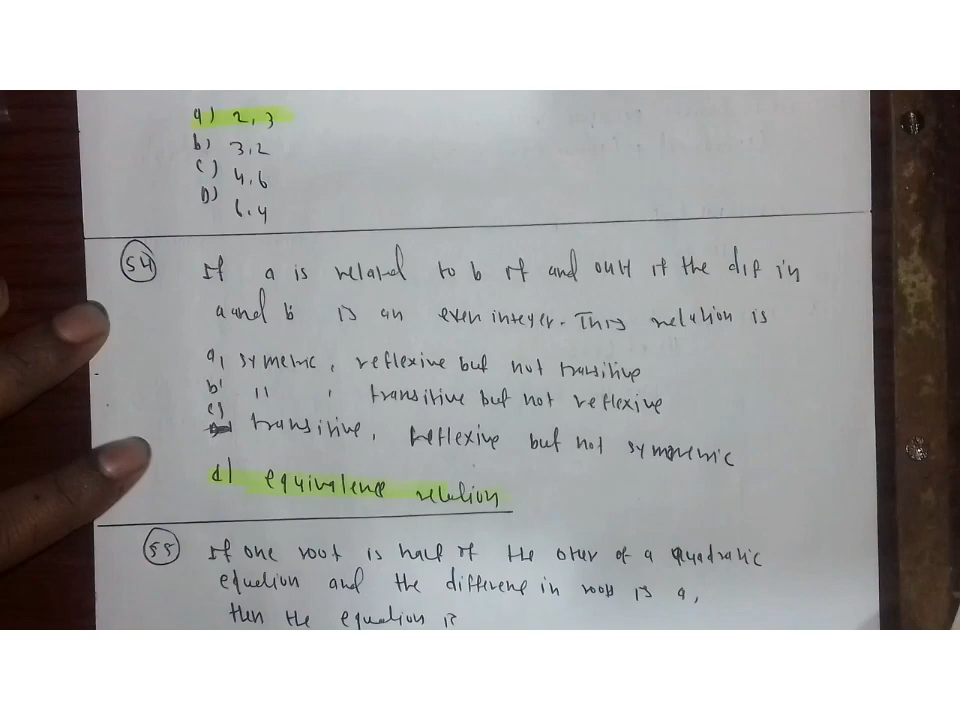 a) 2, 3
b) 3, 2
c) 4, 6
D) 6, 4
54 If a is related to b if and only if the dif in
a and b is an even integer. This relation is
a) symetric, reflexive but not transitive
b) 11 , transitive but not reflexive
c) transitive, reflexive but not symmetric
d) equivalence relation
55 If one root is half of the other of a quadratic
equation and the difference in roots is a,
then the equation is